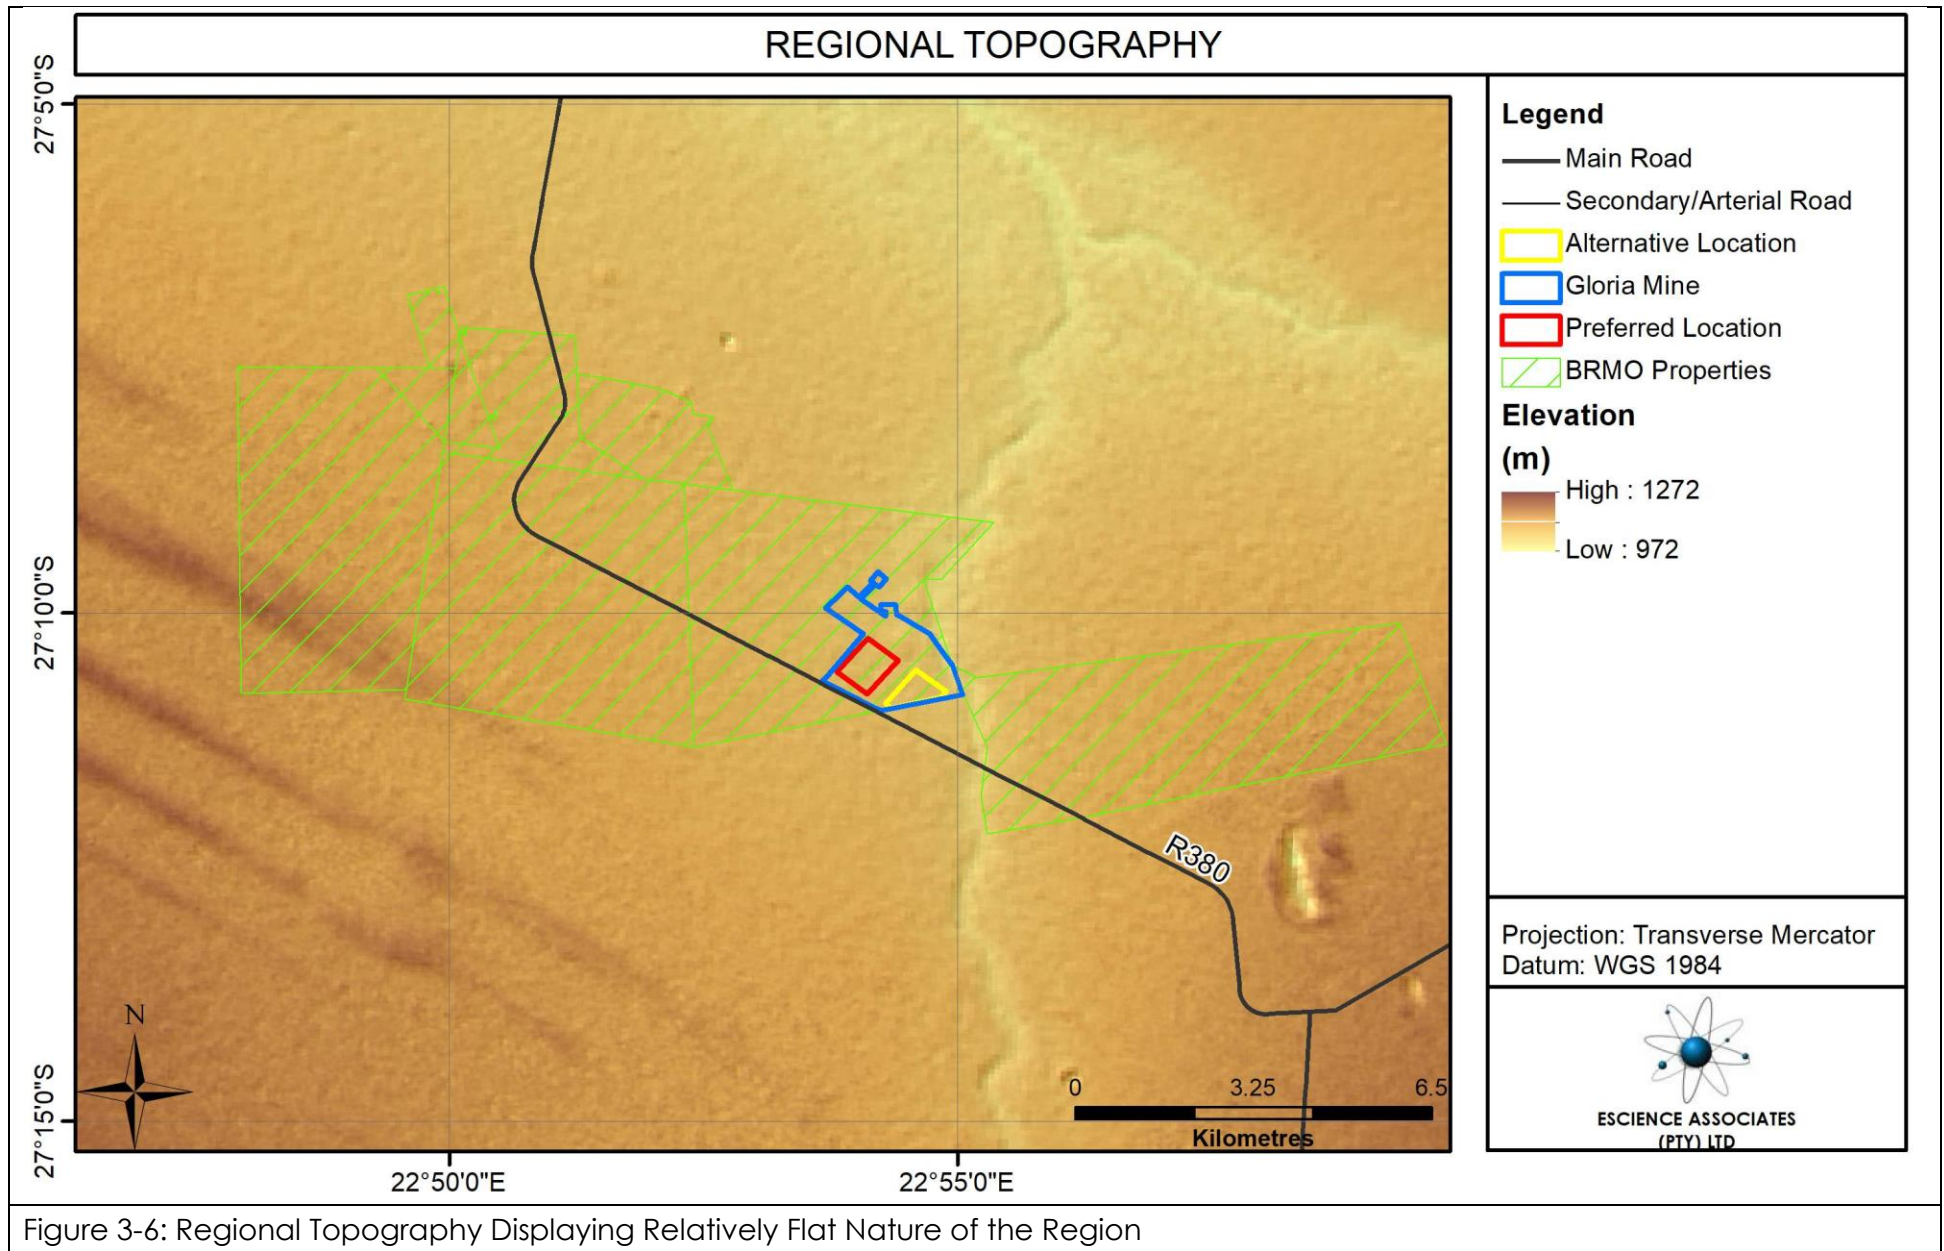 REGIONAL TOPOGRAPHY
27°5'0"S
27°10'0"S
27°15'0"S
22°50'0"E
22°55'0"E
R380
N
0 3.25 6.5
Kilometres
Legend
Main Road
Secondary/Arterial Road
Alternative Location
Gloria Mine
Preferred Location
BRMO Properties
Elevation
(m)
High : 1272
Low : 972
Projection: Transverse Mercator
Datum: WGS 1984
ESCIENCE ASSOCIATES
(PTY) LTD
Figure 3-6: Regional Topography Displaying Relatively Flat Nature of the Region